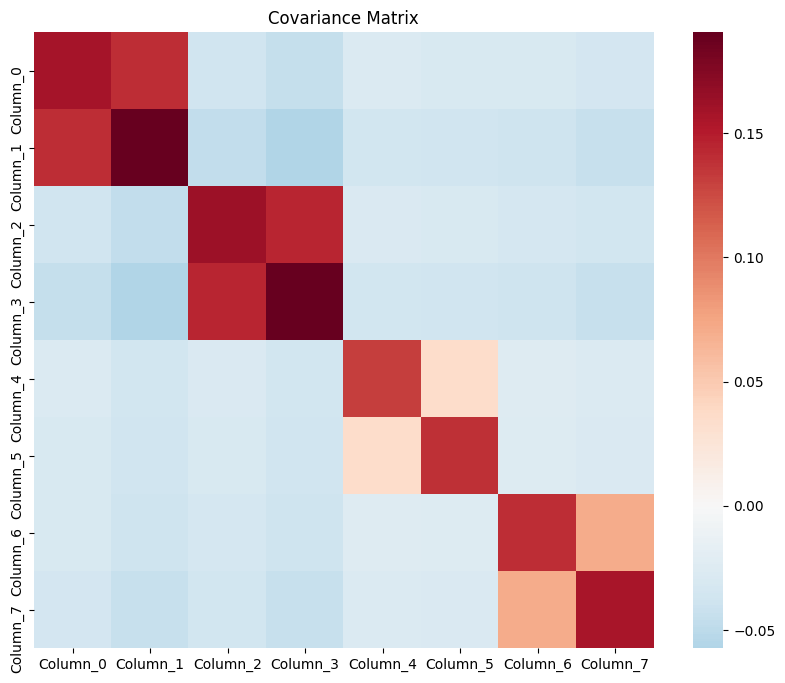 Covariance Matrix
Column_0
Column_1
Column_2
Column_3
Column_4
Column_5
Column_6
Column_7
Column_0 Column_1 Column_2 Column_3 Column_4 Column_5 Column_6 Column_7
0.15
0.10
0.05
0.00
−0.05